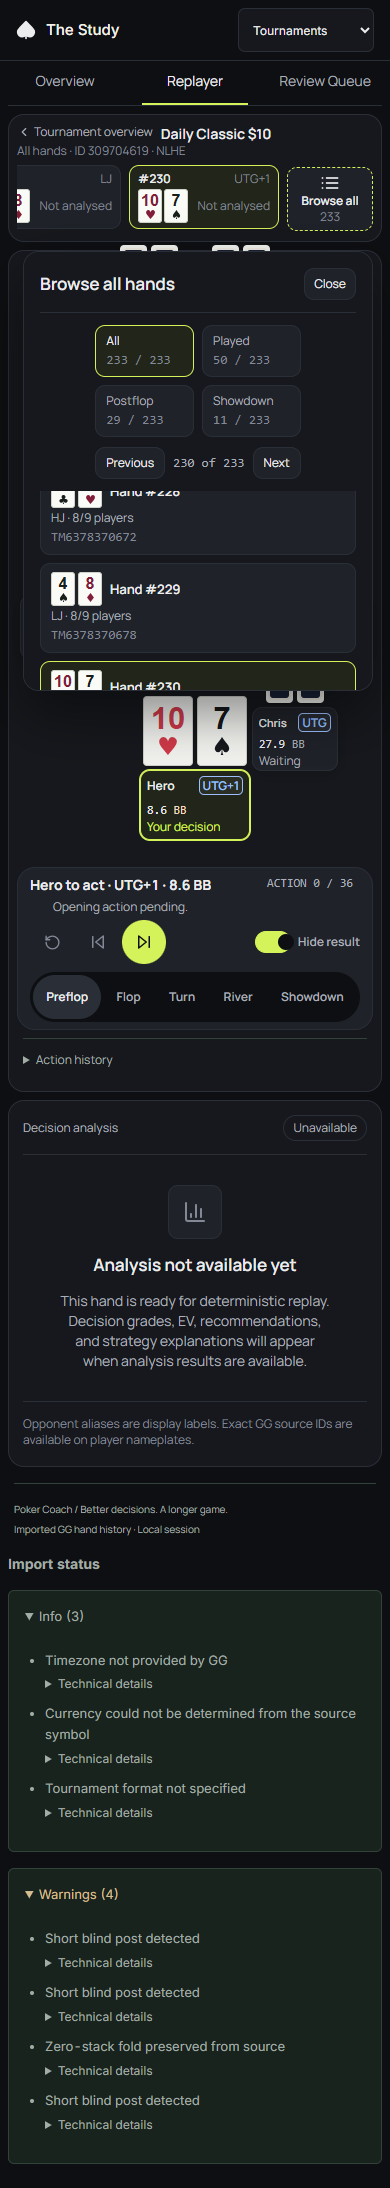 The Study
Tournaments
Overview
Replayer
Review Queue
Tournament overview
Daily Classic $10
All hands · ID 309704619 · NLHE
LJ
8
Not analysed
#230
UTG+1
10
7
Not analysed
Browse all
233
Browse all hands
Close
All
233 / 233
Played
50 / 233
Postflop
29 / 233
Showdown
11 / 233
Previous
230 of 233
Next
Hand #228
HJ · 8/9 players
TM6378370672
4
8
Hand #229
LJ · 8/9 players
TM6378370678
10
7
Hand #230
10
7
Chris
UTG
27.9 BB
Waiting
Hero
UTG+1
8.6 BB
Your decision
Hero to act · UTG+1 · 8.6 BB
ACTION 0 / 36
Opening action pending.
Hide result
Preflop
Flop
Turn
River
Showdown
Action history
Decision analysis
Unavailable
Analysis not available yet
This hand is ready for deterministic replay.
Decision grades, EV, recommendations,
and strategy explanations will appear
when analysis results are available.
Opponent aliases are display labels. Exact GG source IDs are
available on player nameplates.
Poker Coach / Better decisions. A longer game.
Imported GG hand history · Local session
Import status
Info (3)
Timezone not provided by GG
Technical details
Currency could not be determined from the source
symbol
Technical details
Tournament format not specified
Technical details
Warnings (4)
Short blind post detected
Technical details
Short blind post detected
Technical details
Zero-stack fold preserved from source
Technical details
Short blind post detected
Technical details